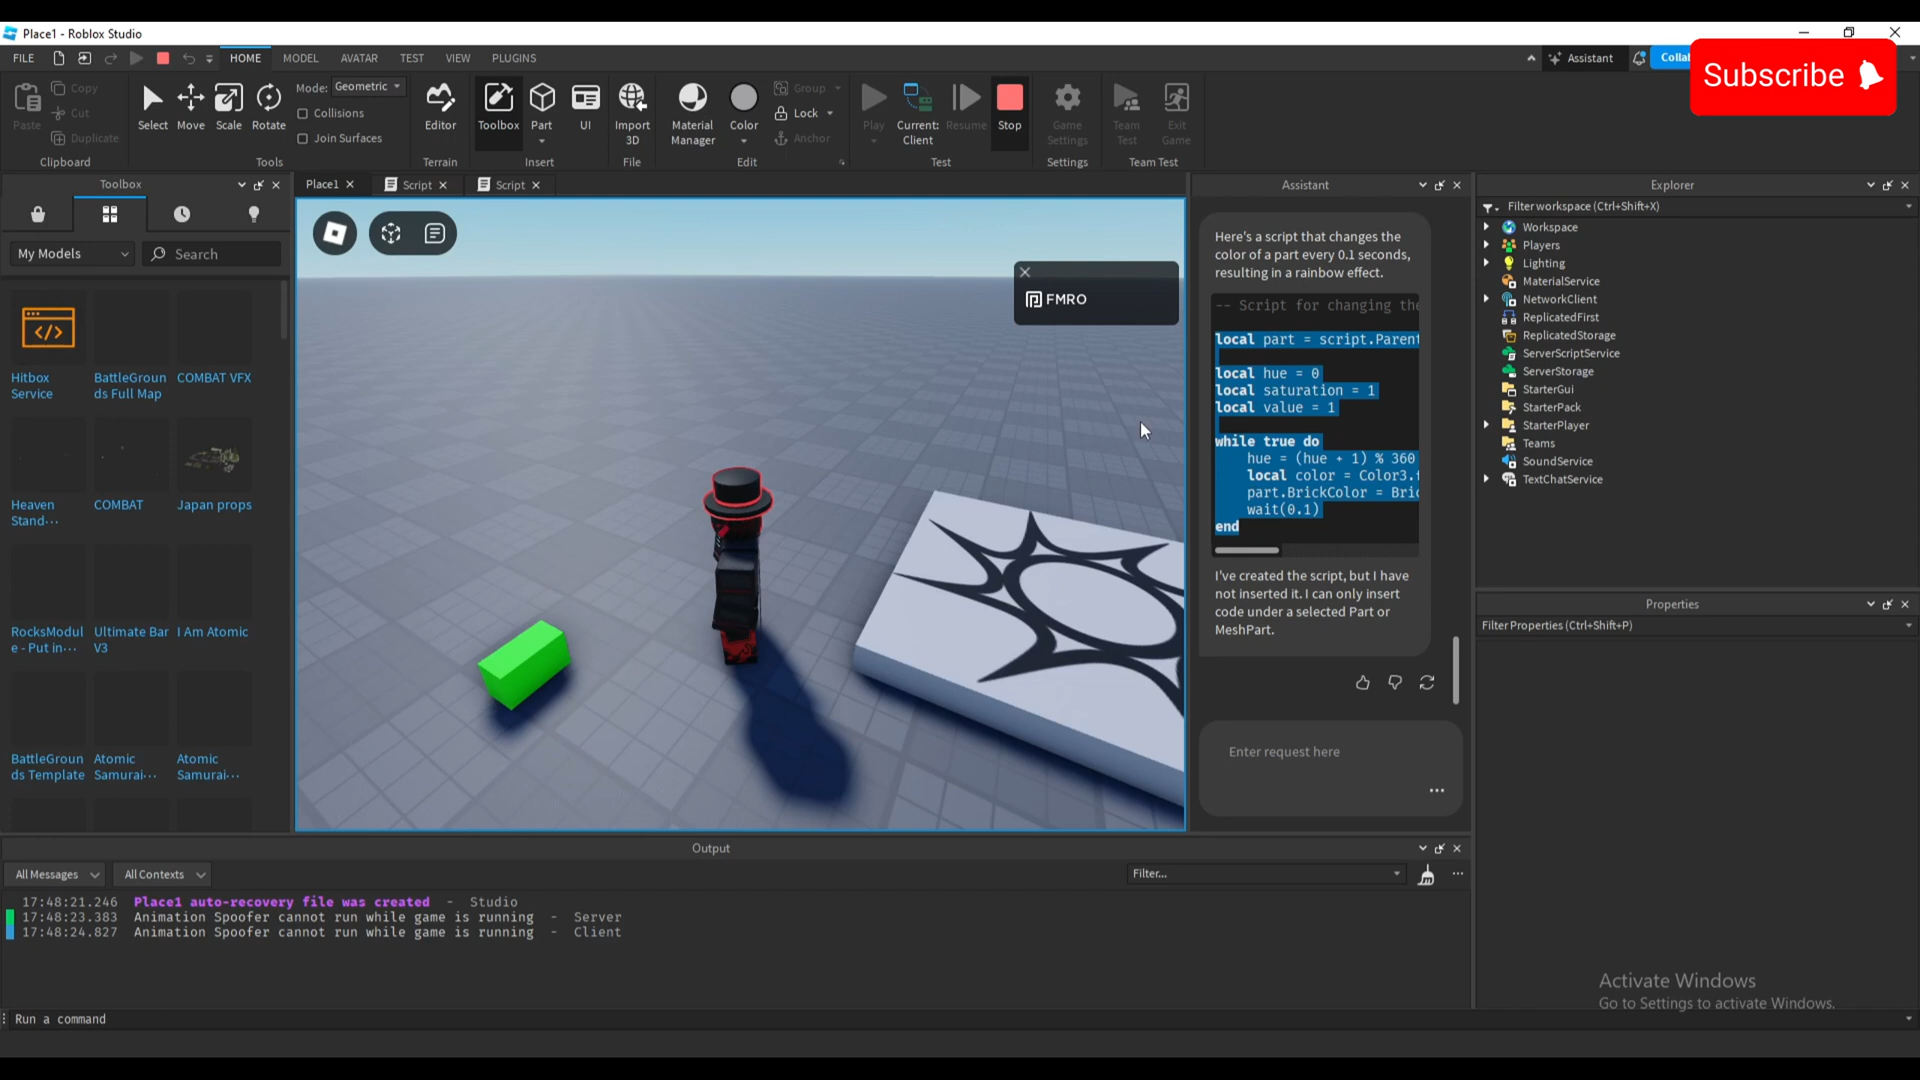 Place1 - Roblox Studio
Subscribe
FILE
HOME
MODEL
AVATAR
TEST
VIEW
PLUGINS
Assistant
Collab
Paste
Copy
Cut
Duplicate
Clipboard
Select
Move
Scale
Rotate
Mode: Geometric
Collisions
Join Surfaces
Tools
Editor
Terrain
Toolbox
Part
UI
Insert
Import
3D
File
Material
Manager
Color
Group
Lock
Anchor
Edit
Play
Current:
Client
Resume
Stop
Test
Game
Settings
Settings
Team
Test
Exit
Game
Team Test
Toolbox
My Models
Search
Hitbox
Service
BattleGroun
ds Full Map
COMBAT VFX
Heaven
Stand···
COMBAT
Japan props
RocksModul
e - Put in···
Ultimate Bar
V3
I Am Atomic
BattleGroun
ds Template
Atomic
Samurai···
Atomic
Samurai···
Place1
Script
Script
FMRO
Assistant
Here's a script that changes the
color of a part every 0.1 seconds,
resulting in a rainbow effect.
-- Script for changing the
local part = script.Parent
local hue = 0
local saturation = 1
local value = 1
while true do
hue = (hue + 1) % 360
local color = Color3.f
part.BrickColor = Bric
wait(0.1)
end
I've created the script, but I have
not inserted it. I can only insert
code under a selected Part or
MeshPart.
Enter request here
Explorer
Filter workspace (Ctrl+Shift+X)
Workspace
Players
Lighting
MaterialService
NetworkClient
ReplicatedFirst
ReplicatedStorage
ServerScriptService
ServerStorage
StarterGui
StarterPack
StarterPlayer
Teams
SoundService
TextChatService
Properties
Filter Properties (Ctrl+Shift+P)
Output
All Messages
All Contexts
Filter...
17:48:21.246 Place1 auto-recovery file was created - Studio
17:48:23.383 Animation Spoofer cannot run while game is running - Server
17:48:24.827 Animation Spoofer cannot run while game is running - Client
Activate Windows
Go to Settings to activate Windows.
Run a command